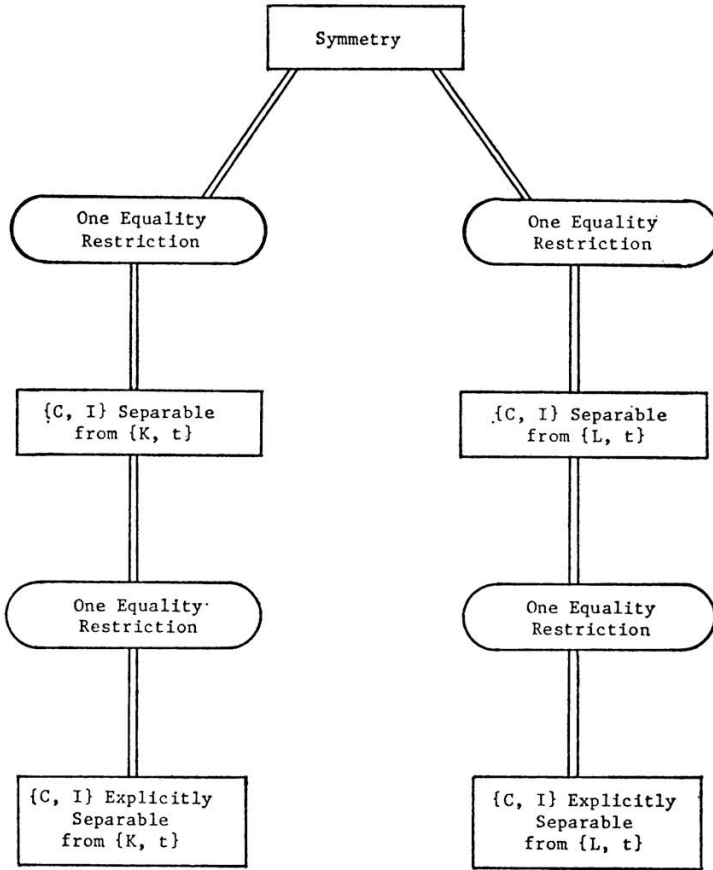 Symmetry
One Equality
Restriction
One Equality
Restriction
{C, I} Separable
from {K, t}
{C, I} Separable
from {L, t}
One Equality
Restriction
One Equality
Restriction
{C, I} Explicitly
Separable
from {K, t}
{C, I} Explicitly
Separable
from {L, t}